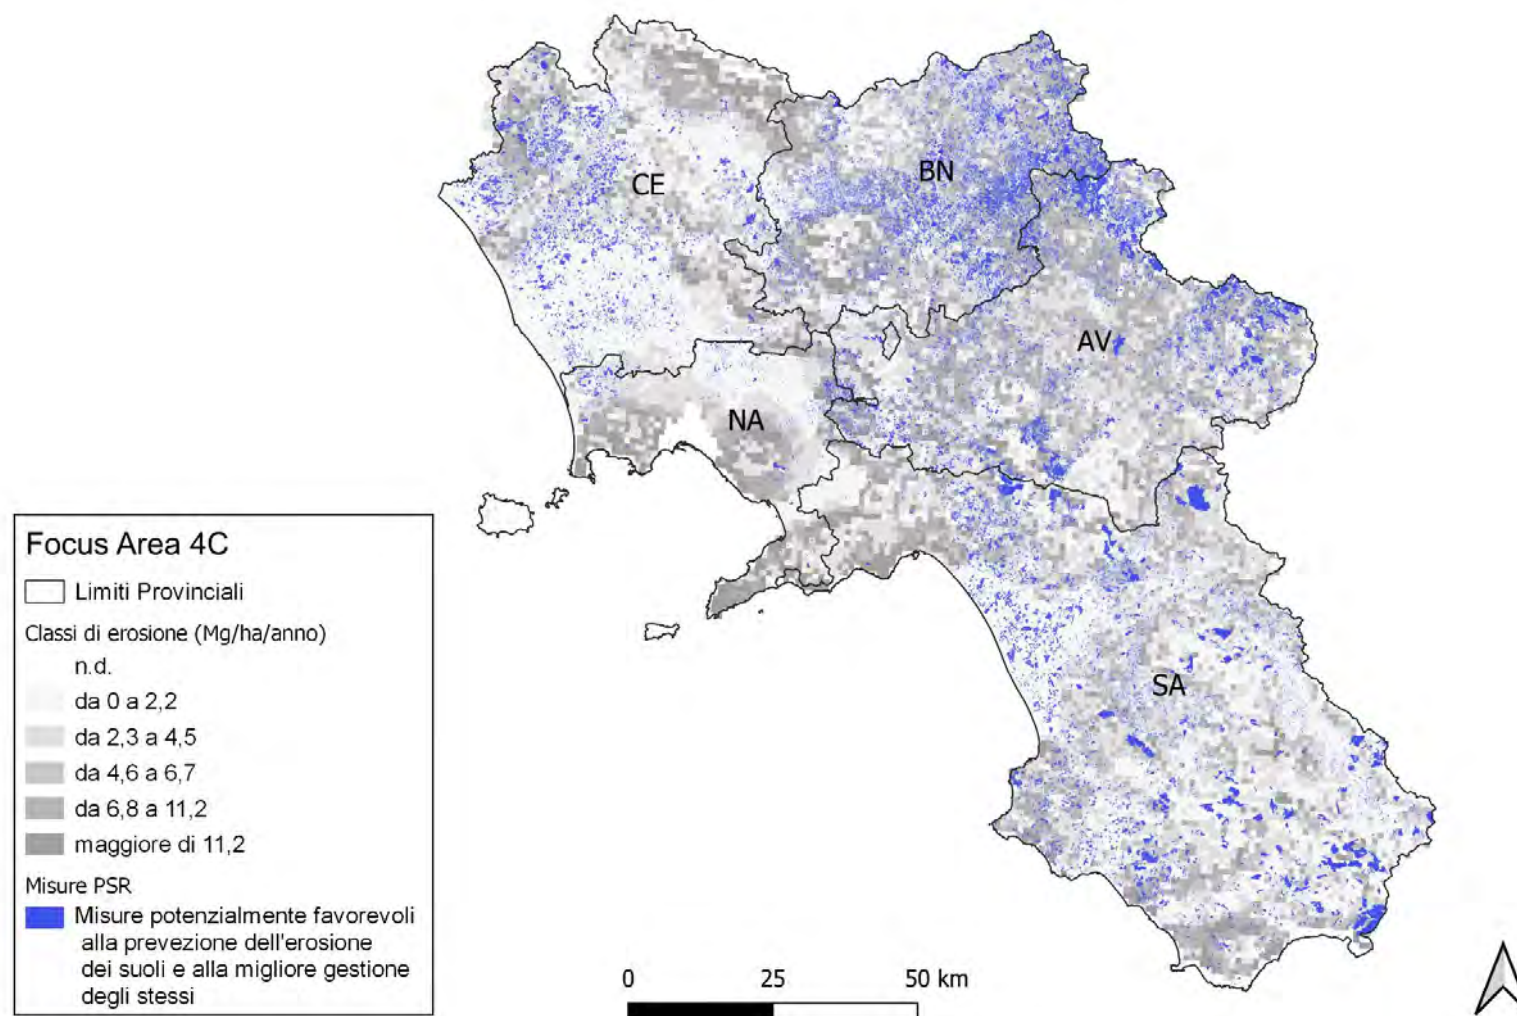 CE
BN
AV
NA
SA
Focus Area 4C
Limiti Provinciali
Classi di erosione (Mg/ha/anno)
n.d.
da 0 a 2,2
da 2,3 a 4,5
da 4,6 a 6,7
da 6,8 a 11,2
maggiore di 11,2
Misure PSR
Misure potenzialmente favorevoli
alla prevezione dell'erosione
dei suoli e alla migliore gestione
degli stessi
0 25 50 km